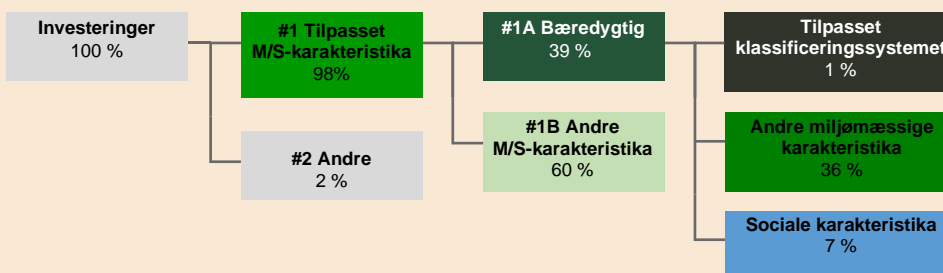 Investeringer
100 %
#1 Tilpasset
M/S-karakteristika
98%
#2 Andre
2 %
#1A Bæredygtig
39 %
#1B Andre
M/S-karakteristika
60 %
Tilpasset
klassificeringssystemet
1 %
Andre miljømæssige
karakteristika
36 %
Sociale karakteristika
7 %